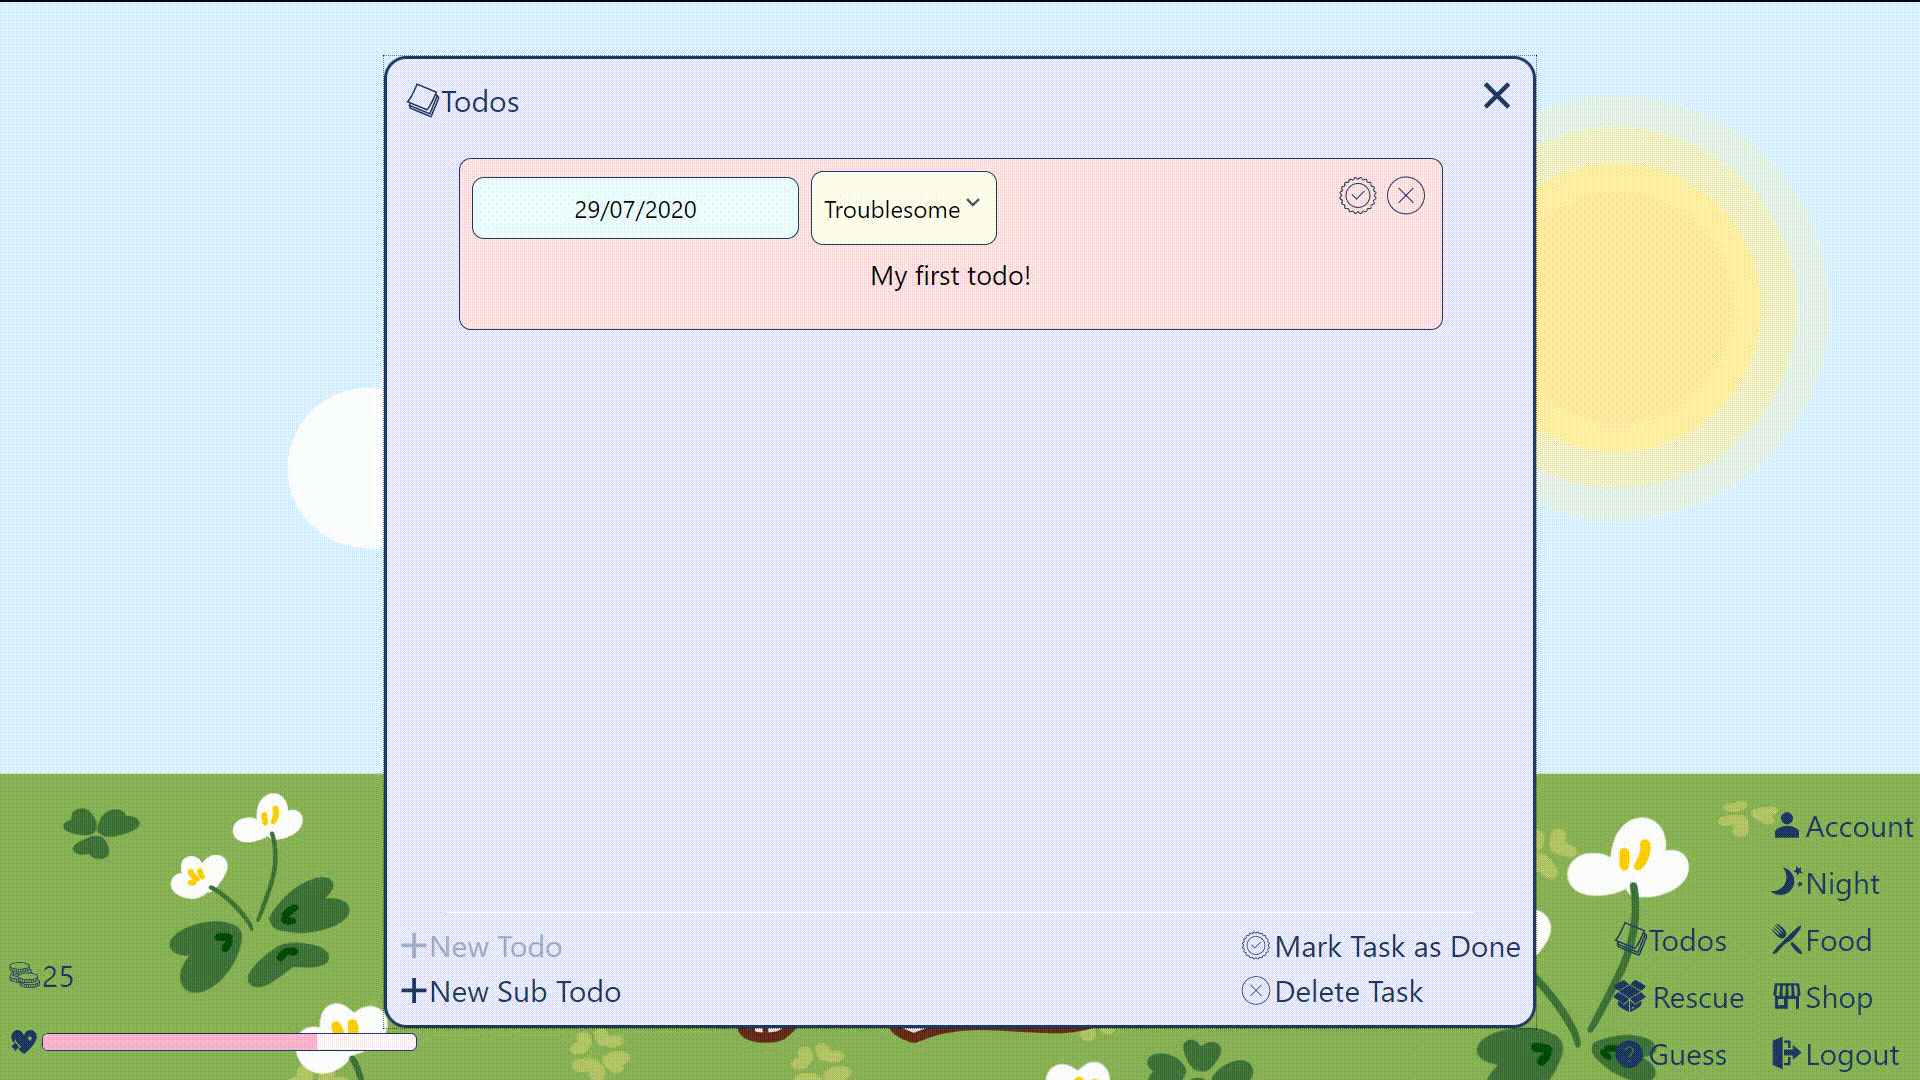 Todos
29/07/2020
Troublesome
My first todo!
New Todo
Mark Task as Done
New Sub Todo
Delete Task
25
Account
Night
Todos
Food
Rescue
Shop
Guess
Logout